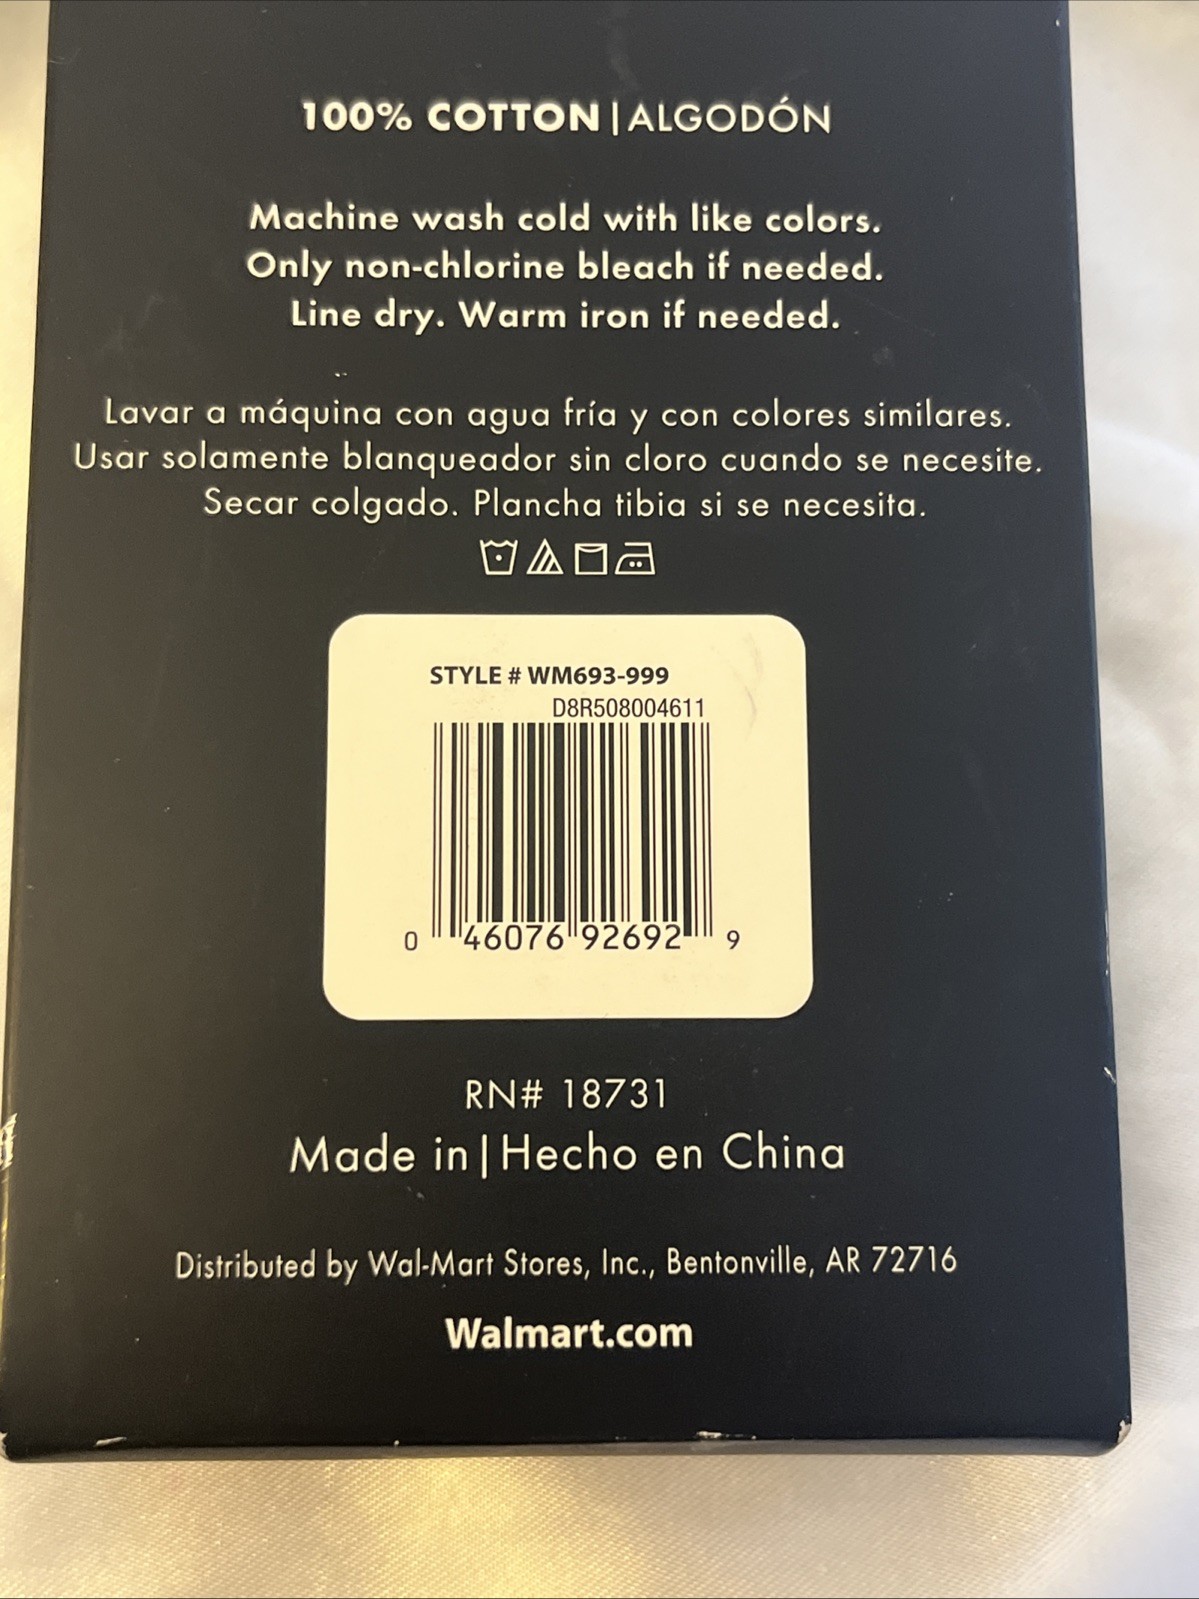 100% COTTON | ALGODÓN
Machine wash cold with like colors.
Only non-chlorine bleach if needed.
Line dry. Warm iron if needed.
Lavar a máquina con agua fría y con colores similares.
Usar solamente blanqueador sin cloro cuando se necesite.
Secar colgado. Plancha tibia si se necesita.
STYLE # WM693-999
D8R508004611
0 46076 92692 9
RN# 18731
Made in | Hecho en China
Distributed by Wal-Mart Stores, Inc., Bentonville, AR 72716
Walmart.com